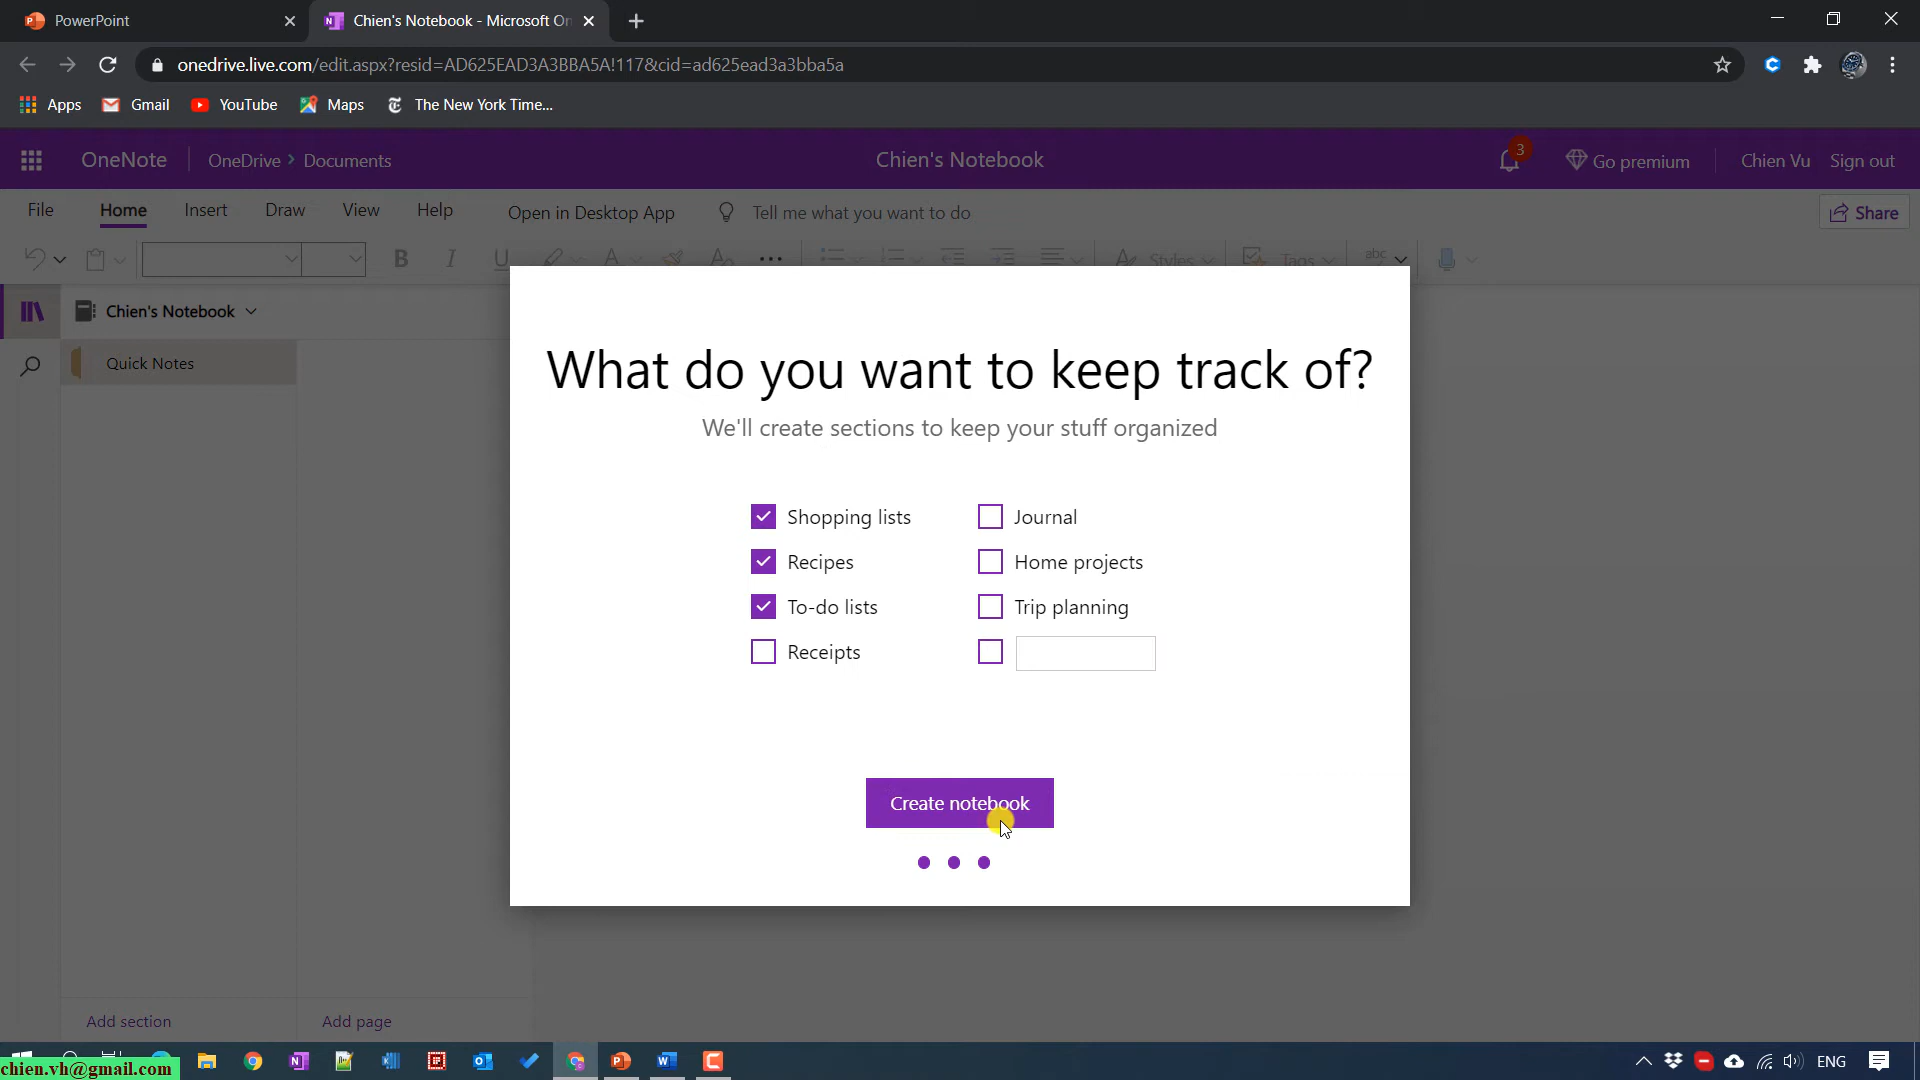 PowerPoint
Chien's Notebook - Microsoft On
onedrive.live.com/edit.aspx?resid=AD625EAD3A3BBA5A!117&cid=ad625ead3a3bba5a
Apps Gmail YouTube Maps The New York Time...
OneNote OneDrive > Documents Chien's Notebook 3 Go premium Chien Vu Sign out
File Home Insert Draw View Help Open in Desktop App Tell me what you want to do Share
B I U A A ... A Styles Tags abc
Chien's Notebook
Quick Notes
What do you want to keep track of?
We'll create sections to keep your stuff organized
Shopping lists Journal
Recipes Home projects
To-do lists Trip planning
Receipts
Create notebook
Add section Add page
chien.vh@gmail.com
ENG